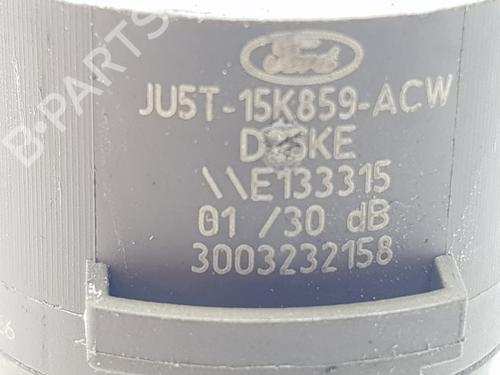 Ford
JU5T-15K859-ACW
\\E133315
01 /30 dB
3003232158
B-PARTS